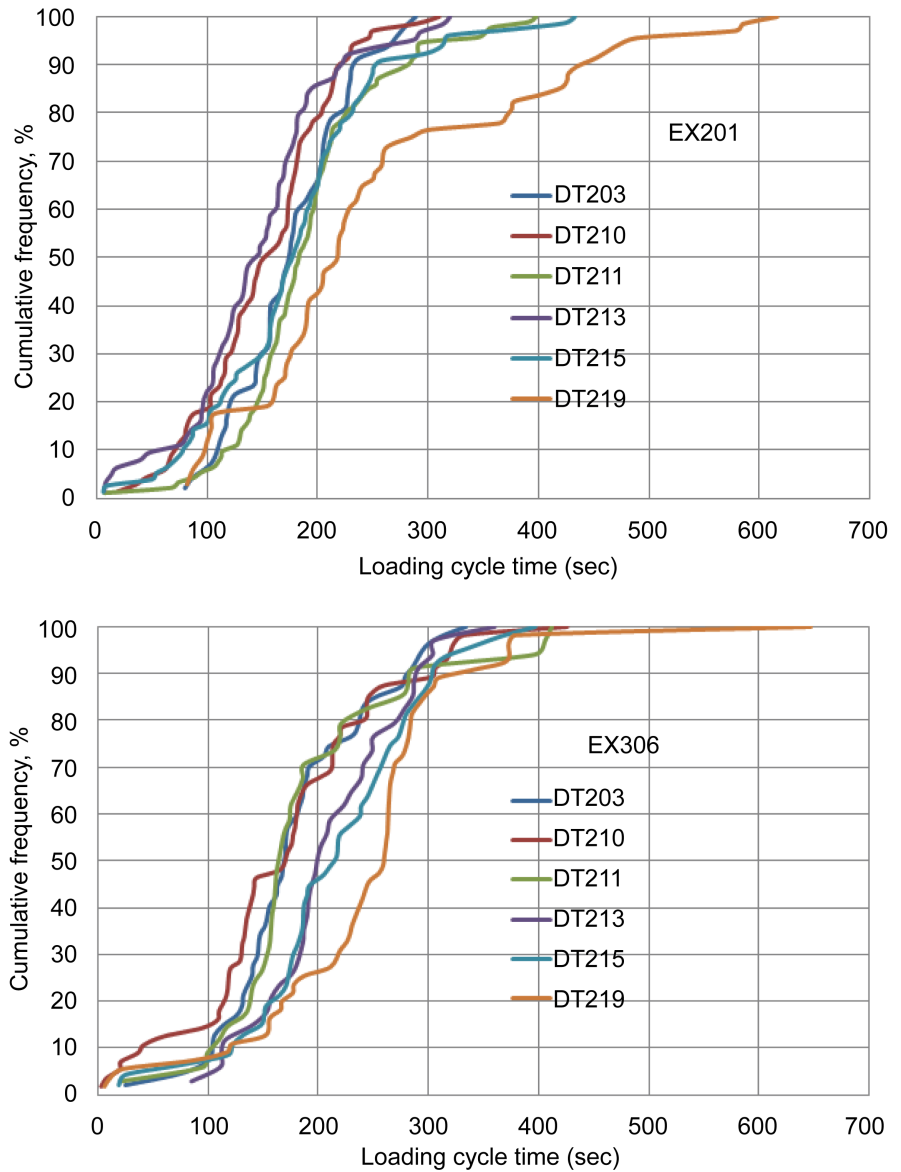 100
90
80
70
60
50
40
30
20
10
0
Cumulative frequency, %
EX201
DT203
DT210
DT211
DT213
DT215
DT219
0 100 200 300 400 500 600 700
Loading cycle time (sec)
100
90
80
70
60
50
40
30
20
10
0
Cumulative frequency, %
EX306
DT203
DT210
DT211
DT213
DT215
DT219
0 100 200 300 400 500 600 700
Loading cycle time (sec)